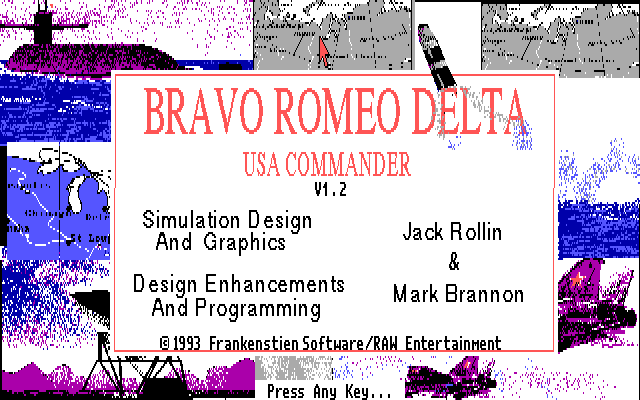 BRAVO ROMEO DELTA
USA COMMANDER
V1.2
Simulation Design
And Graphics
Jack Rollin
&
Design Enhancements
And Programming
Mark Brannon
©1993 Frankenstien Software/RAW Entertainment
Press Any Key...